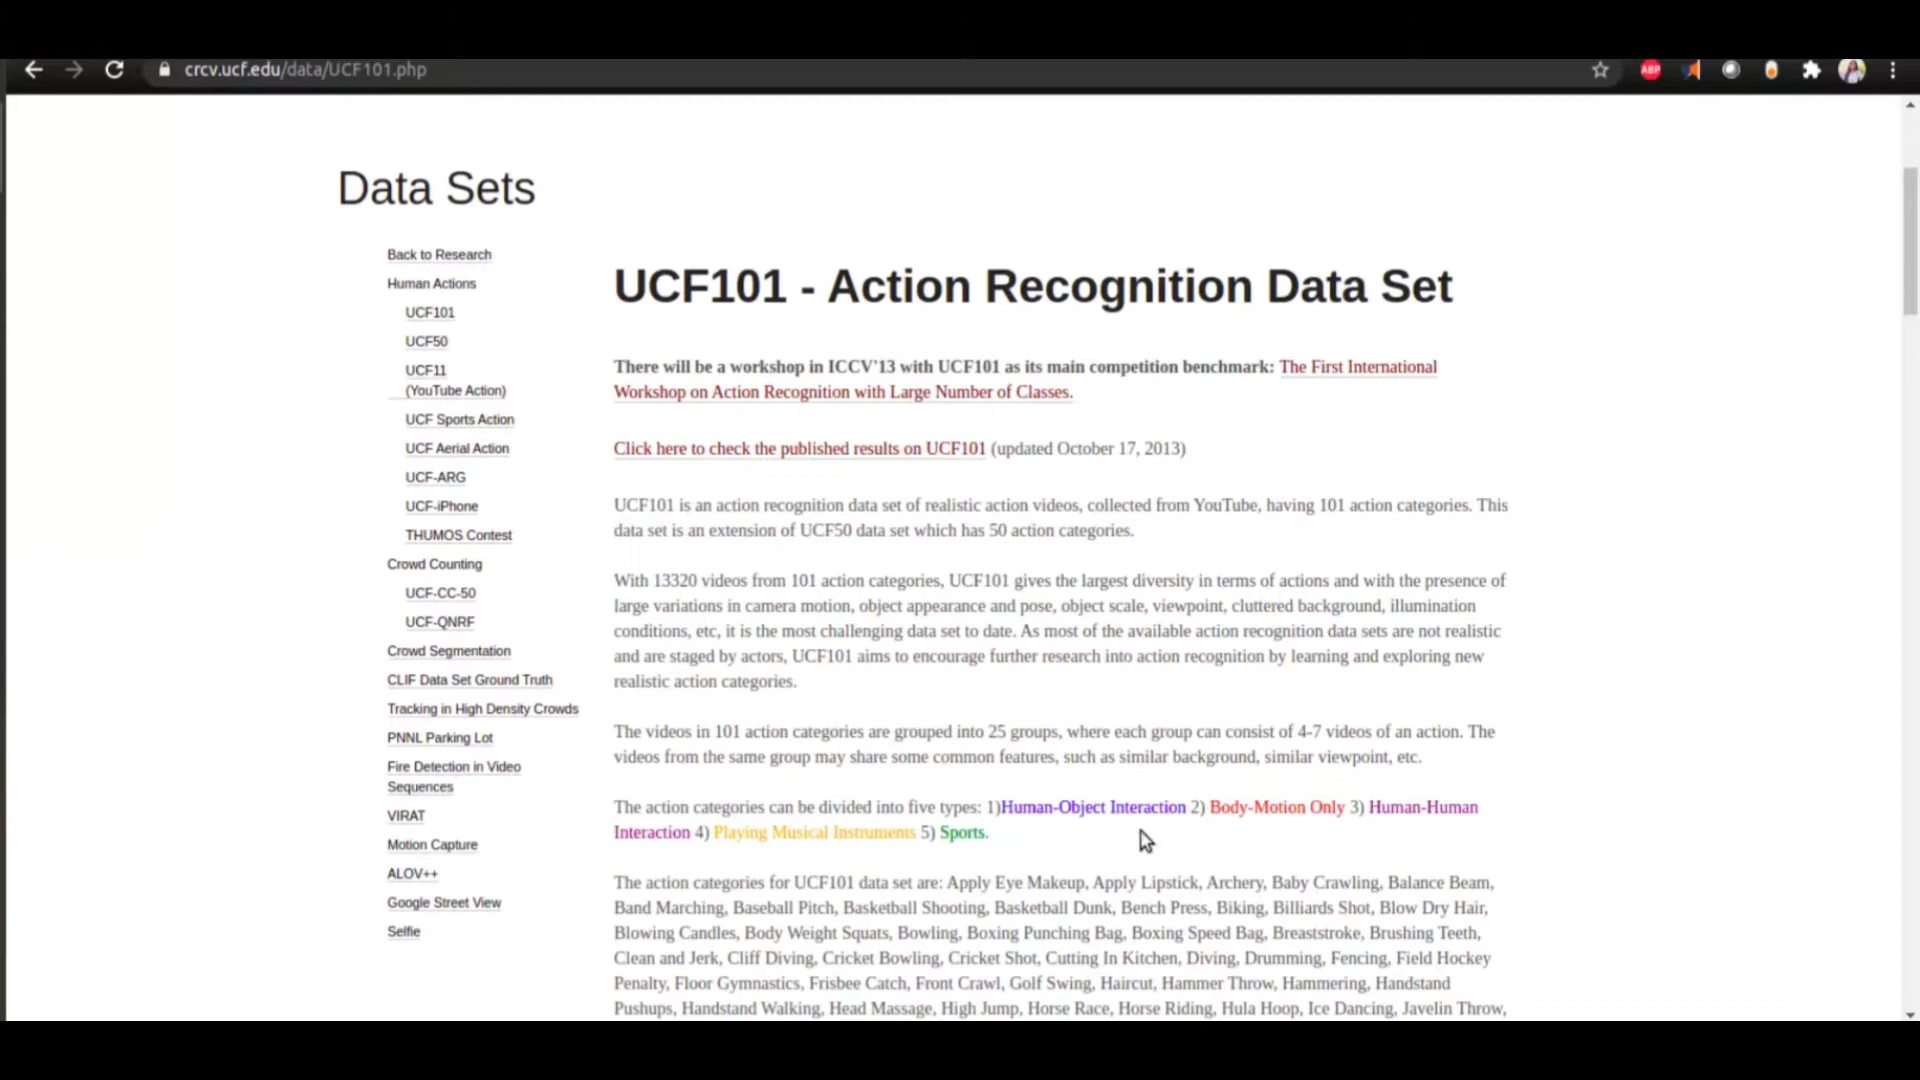 crcv.ucf.edu/data/UCF101.php
ABP
Data Sets
Back to Research
Human Actions
UCF101
UCF50
UCF11
(YouTube Action)
UCF Sports Action
UCF Aerial Action
UCF-ARG
UCF-iPhone
THUMOS Contest
Crowd Counting
UCF-CC-50
UCF-QNRF
Crowd Segmentation
CLIF Data Set Ground Truth
Tracking in High Density Crowds
PNNL Parking Lot
Fire Detection in Video
Sequences
VIRAT
Motion Capture
ALOV++
Google Street View
Selfie
UCF101 - Action Recognition Data Set
There will be a workshop in ICCV'13 with UCF101 as its main competition benchmark: The First International
Workshop on Action Recognition with Large Number of Classes.
Click here to check the published results on UCF101 (updated October 17, 2013)
UCF101 is an action recognition data set of realistic action videos, collected from YouTube, having 101 action categories. This
data set is an extension of UCF50 data set which has 50 action categories.
With 13320 videos from 101 action categories, UCF101 gives the largest diversity in terms of actions and with the presence of
large variations in camera motion, object appearance and pose, object scale, viewpoint, cluttered background, illumination
conditions, etc, it is the most challenging data set to date. As most of the available action recognition data sets are not realistic
and are staged by actors, UCF101 aims to encourage further research into action recognition by learning and exploring new
realistic action categories.
The videos in 101 action categories are grouped into 25 groups, where each group can consist of 4-7 videos of an action. The
videos from the same group may share some common features, such as similar background, similar viewpoint, etc.
The action categories can be divided into five types: 1)Human-Object Interaction 2) Body-Motion Only 3) Human-Human
Interaction 4) Playing Musical Instruments 5) Sports.
The action categories for UCF101 data set are: Apply Eye Makeup, Apply Lipstick, Archery, Baby Crawling, Balance Beam,
Band Marching, Baseball Pitch, Basketball Shooting, Basketball Dunk, Bench Press, Biking, Billiards Shot, Blow Dry Hair,
Blowing Candles, Body Weight Squats, Bowling, Boxing Punching Bag, Boxing Speed Bag, Breaststroke, Brushing Teeth,
Clean and Jerk, Cliff Diving, Cricket Bowling, Cricket Shot, Cutting In Kitchen, Diving, Drumming, Fencing, Field Hockey
Penalty, Floor Gymnastics, Frisbee Catch, Front Crawl, Golf Swing, Haircut, Hammer Throw, Hammering, Handstand
Pushups, Handstand Walking, Head Massage, High Jump, Horse Race, Horse Riding, Hula Hoop, Ice Dancing, Javelin Throw,